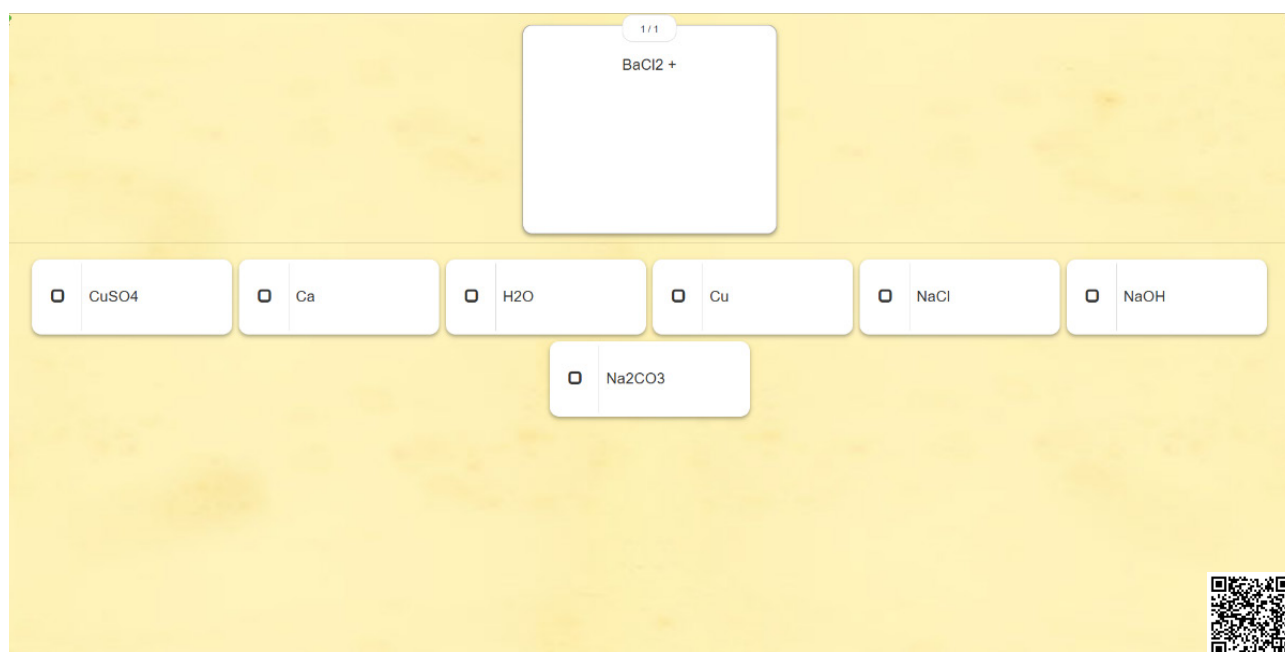 1 / 1
BaCl2 +
CuSO4
Ca
H2O
Cu
NaCl
NaOH
Na2CO3